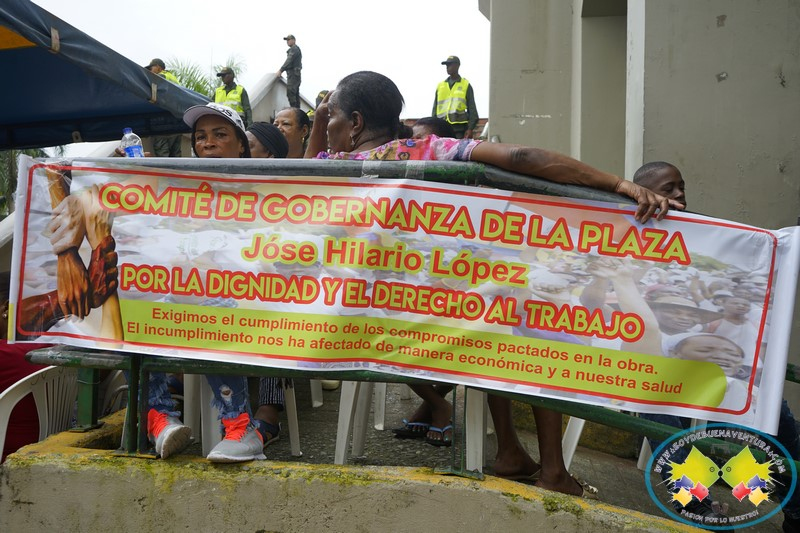 COMITÉ DE GOBERNANZA DE LA PLAZA
Jóse Hilario López
POR LA DIGNIDAD Y EL DERECHO AL TRABAJO
Exigimos el cumplimiento de los compromisos pactados en la obra.
El incumplimiento nos ha afectado de manera económica y a nuestra salud
WWW.SOYDEBUENAVENTURA.COM
PASIÓN POR LO NUESTRO!